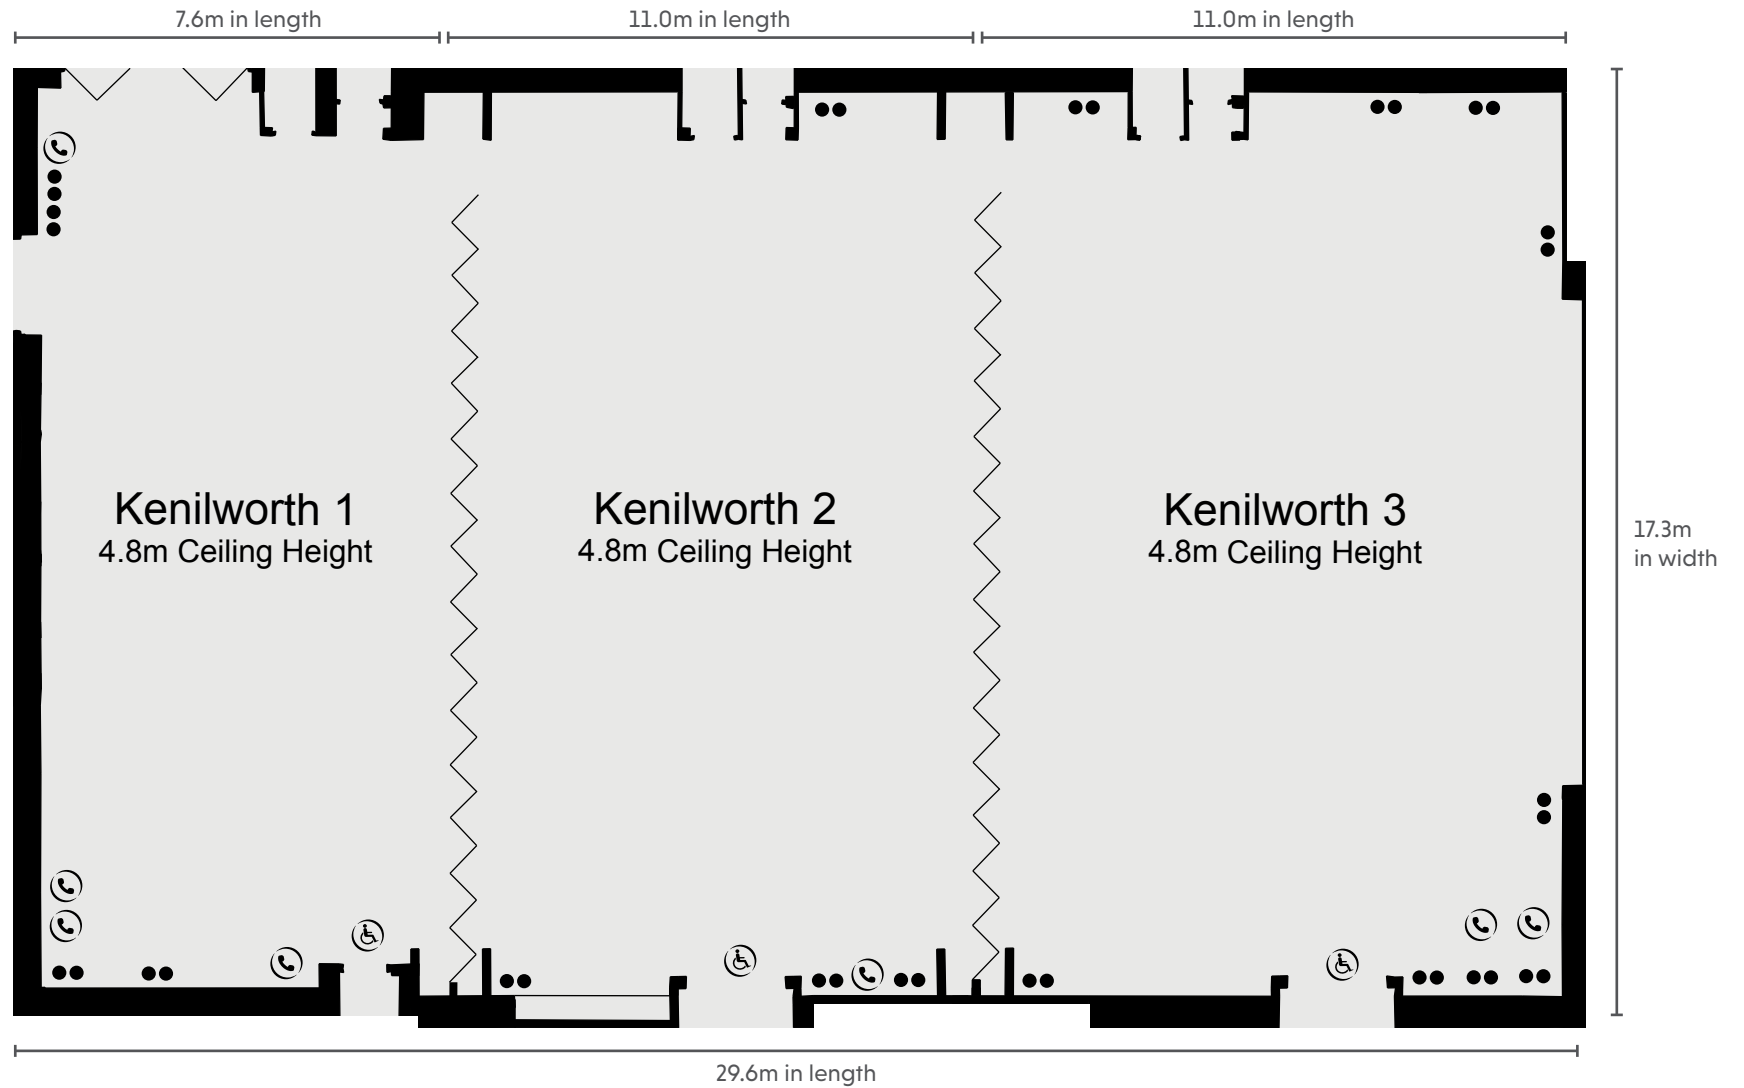 7.6m in length
11.0m in length
11.0m in length
Kenilworth 1
4.8m Ceiling Height
Kenilworth 2
4.8m Ceiling Height
Kenilworth 3
4.8m Ceiling Height
17.3m
in width
29.6m in length